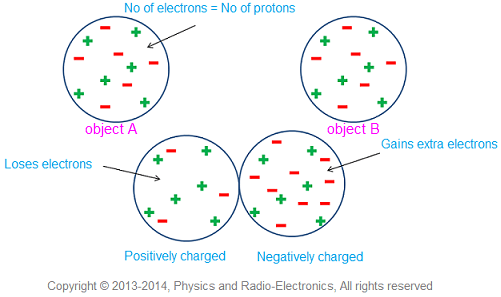 No of electrons = No of protons
object A
object B
Loses electrons
Gains extra electrons
Positively charged
Negatively charged
Copyright © 2013-2014, Physics and Radio-Electronics, All rights reserved